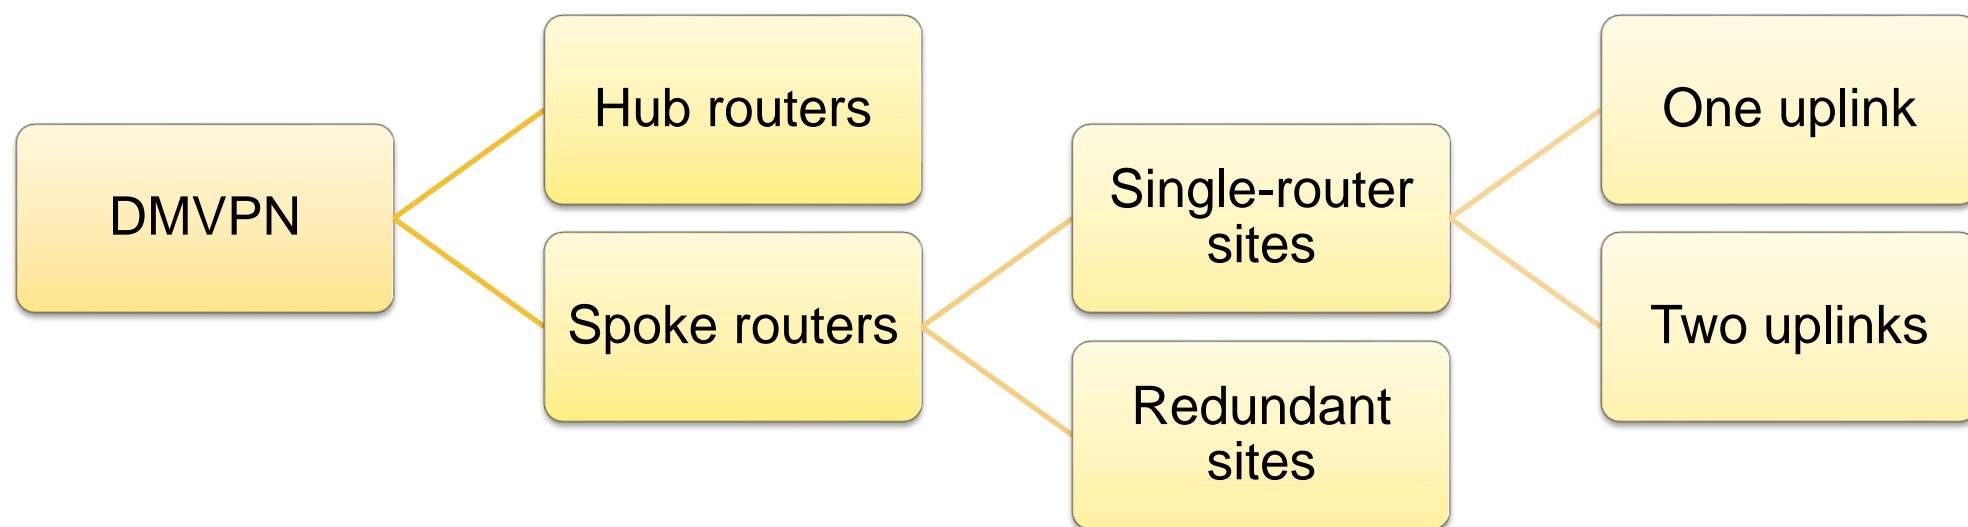 DMVPN
Hub routers
Spoke routers
Single-router
sites
Redundant
sites
One uplink
Two uplinks